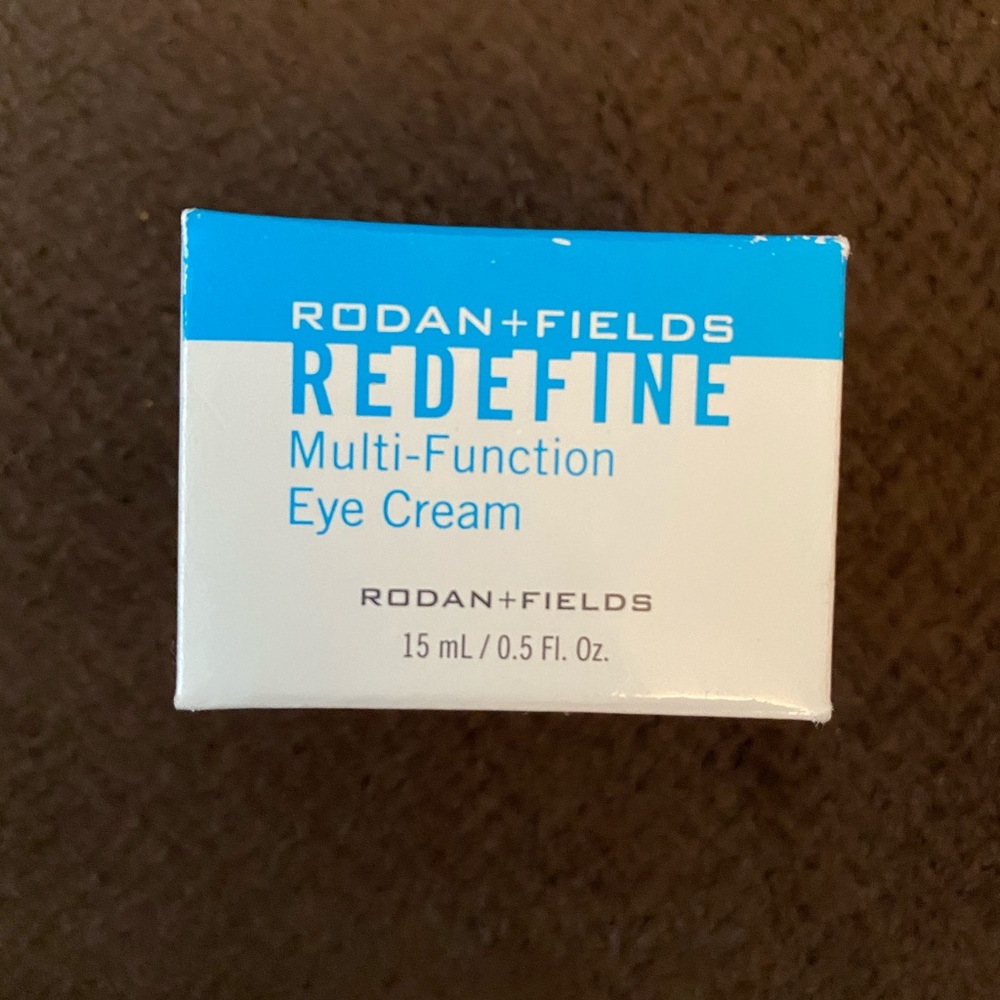 RODAN+FIELDS
REDEFINE
Multi-Function
Eye Cream
RODAN+FIELDS
15 mL / 0.5 Fl. Oz.